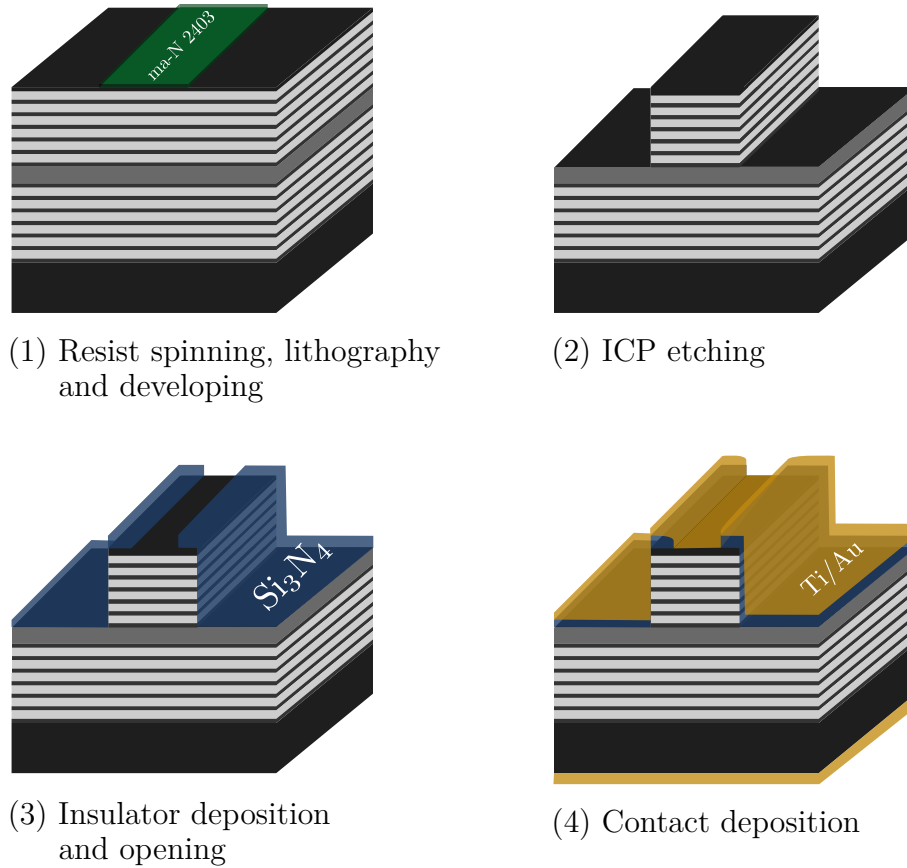 ma-N 2403
(1) Resist spinning, lithography
and developing
(2) ICP etching
Si₃N₄
(3) Insulator deposition
and opening
Ti/Au
(4) Contact deposition